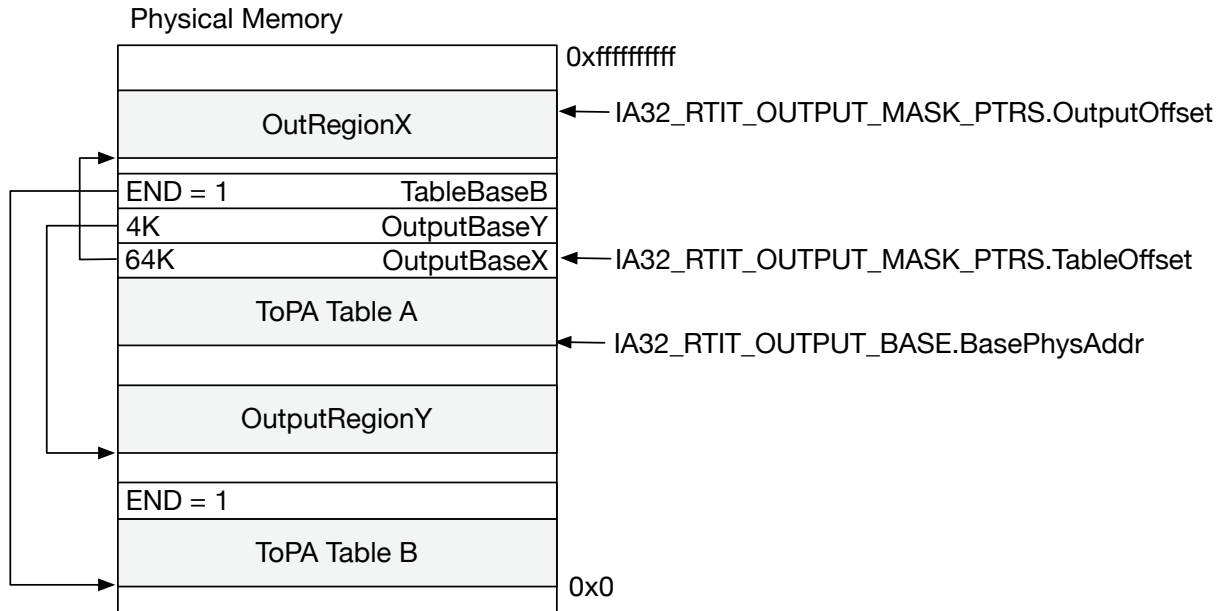 Physical Memory
0xffffffffff
OutRegionX
IA32_RTIT_OUTPUT_MASK_PTRS.OutputOffset
END = 1 TableBaseB
4K OutputBaseY
64K OutputBaseX
IA32_RTIT_OUTPUT_MASK_PTRS.TableOffset
ToPA Table A
IA32_RTIT_OUTPUT_BASE.BasePhysAddr
OutputRegionY
END = 1
ToPA Table B
0x0